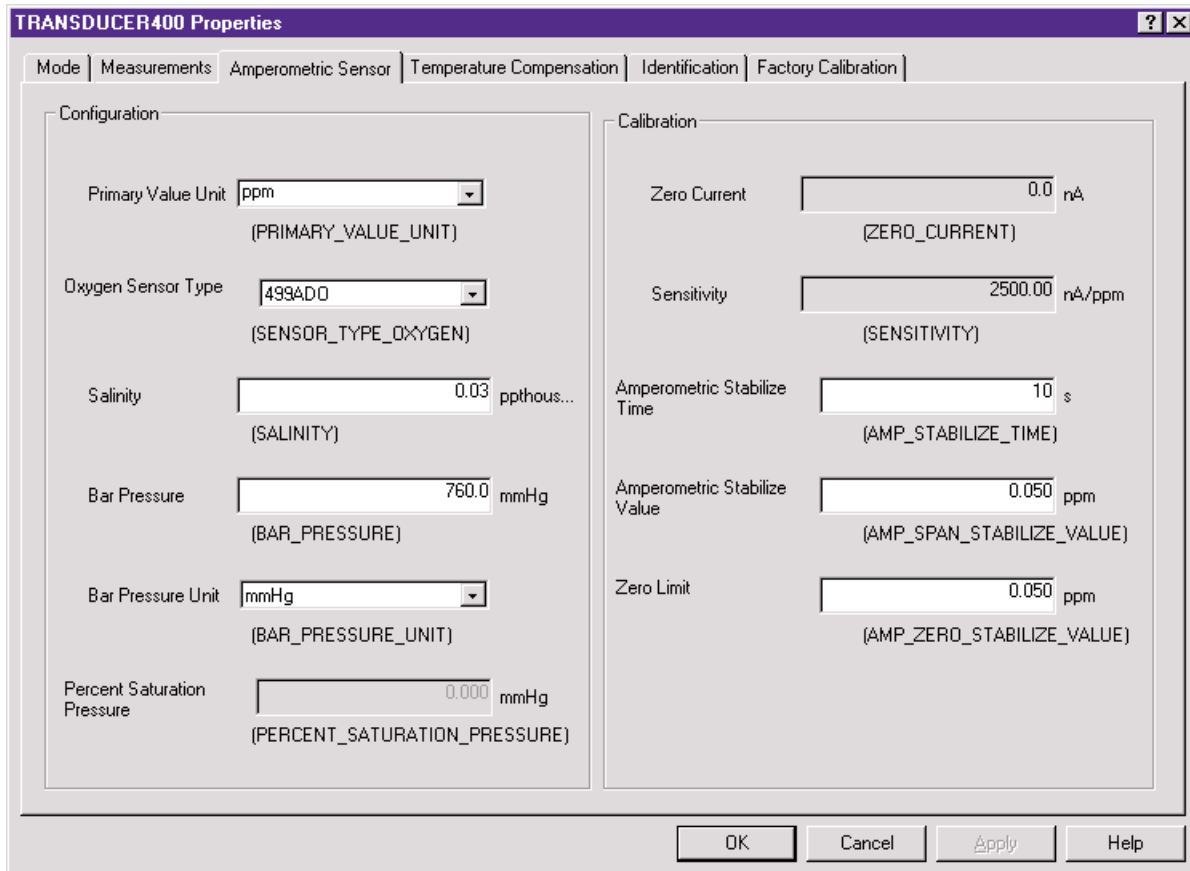 TRANSDUCER400 Properties
Mode
Measurements
Amperometric Sensor
Temperature Compensation
Identification
Factory Calibration
Configuration
Primary Value Unit
ppm
(PRIMARY_VALUE_UNIT)
Oxygen Sensor Type
499ADO
(SENSOR_TYPE_OXYGEN)
Salinity
0.03
ppthous...
(SALINITY)
Bar Pressure
760.0
mmHg
(BAR_PRESSURE)
Bar Pressure Unit
mmHg
(BAR_PRESSURE_UNIT)
Percent Saturation
Pressure
0.000
mmHg
(PERCENT_SATURATION_PRESSURE)
Calibration
Zero Current
0.0
nA
(ZERO_CURRENT)
Sensitivity
2500.00
nA/ppm
(SENSITIVITY)
Amperometric Stabilize
Time
10
s
(AMP_STABILIZE_TIME)
Amperometric Stabilize
Value
0.050
ppm
(AMP_SPAN_STABILIZE_VALUE)
Zero Limit
0.050
ppm
(AMP_ZERO_STABILIZE_VALUE)
OK
Cancel
Apply
Help